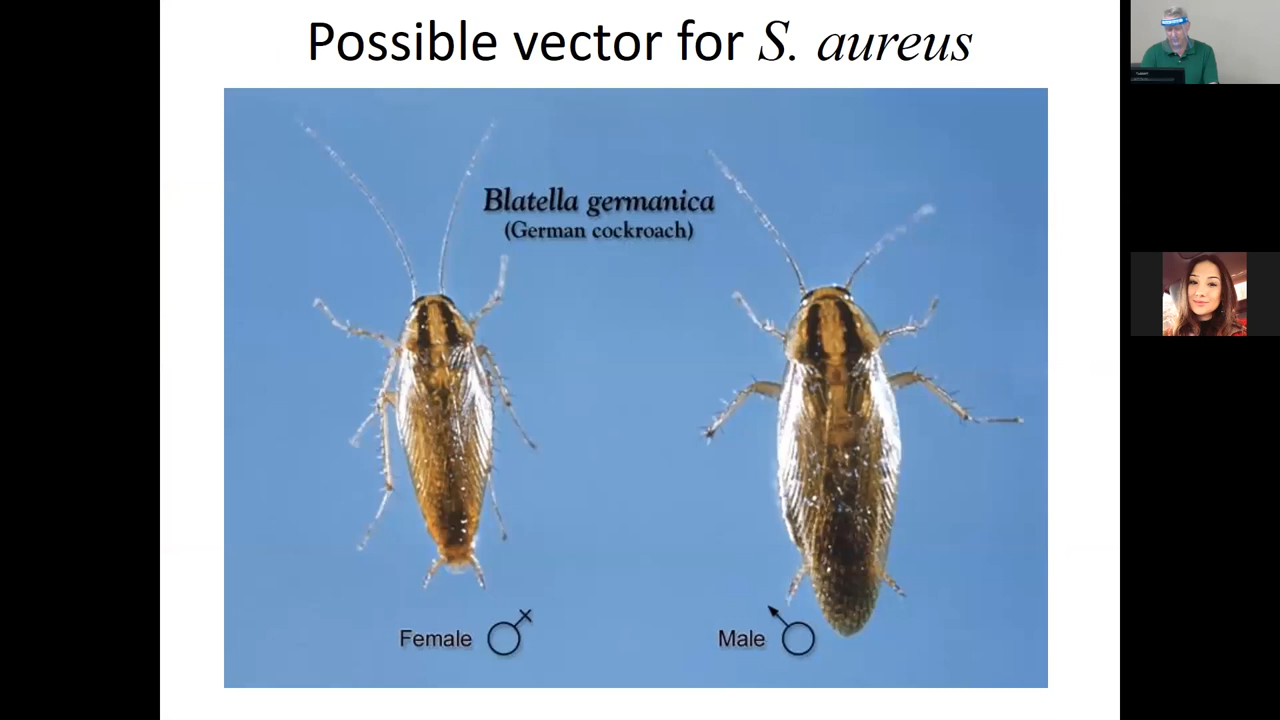 Possible vector for S. aureus
Blatella germanica
(German cockroach)
Female
Male